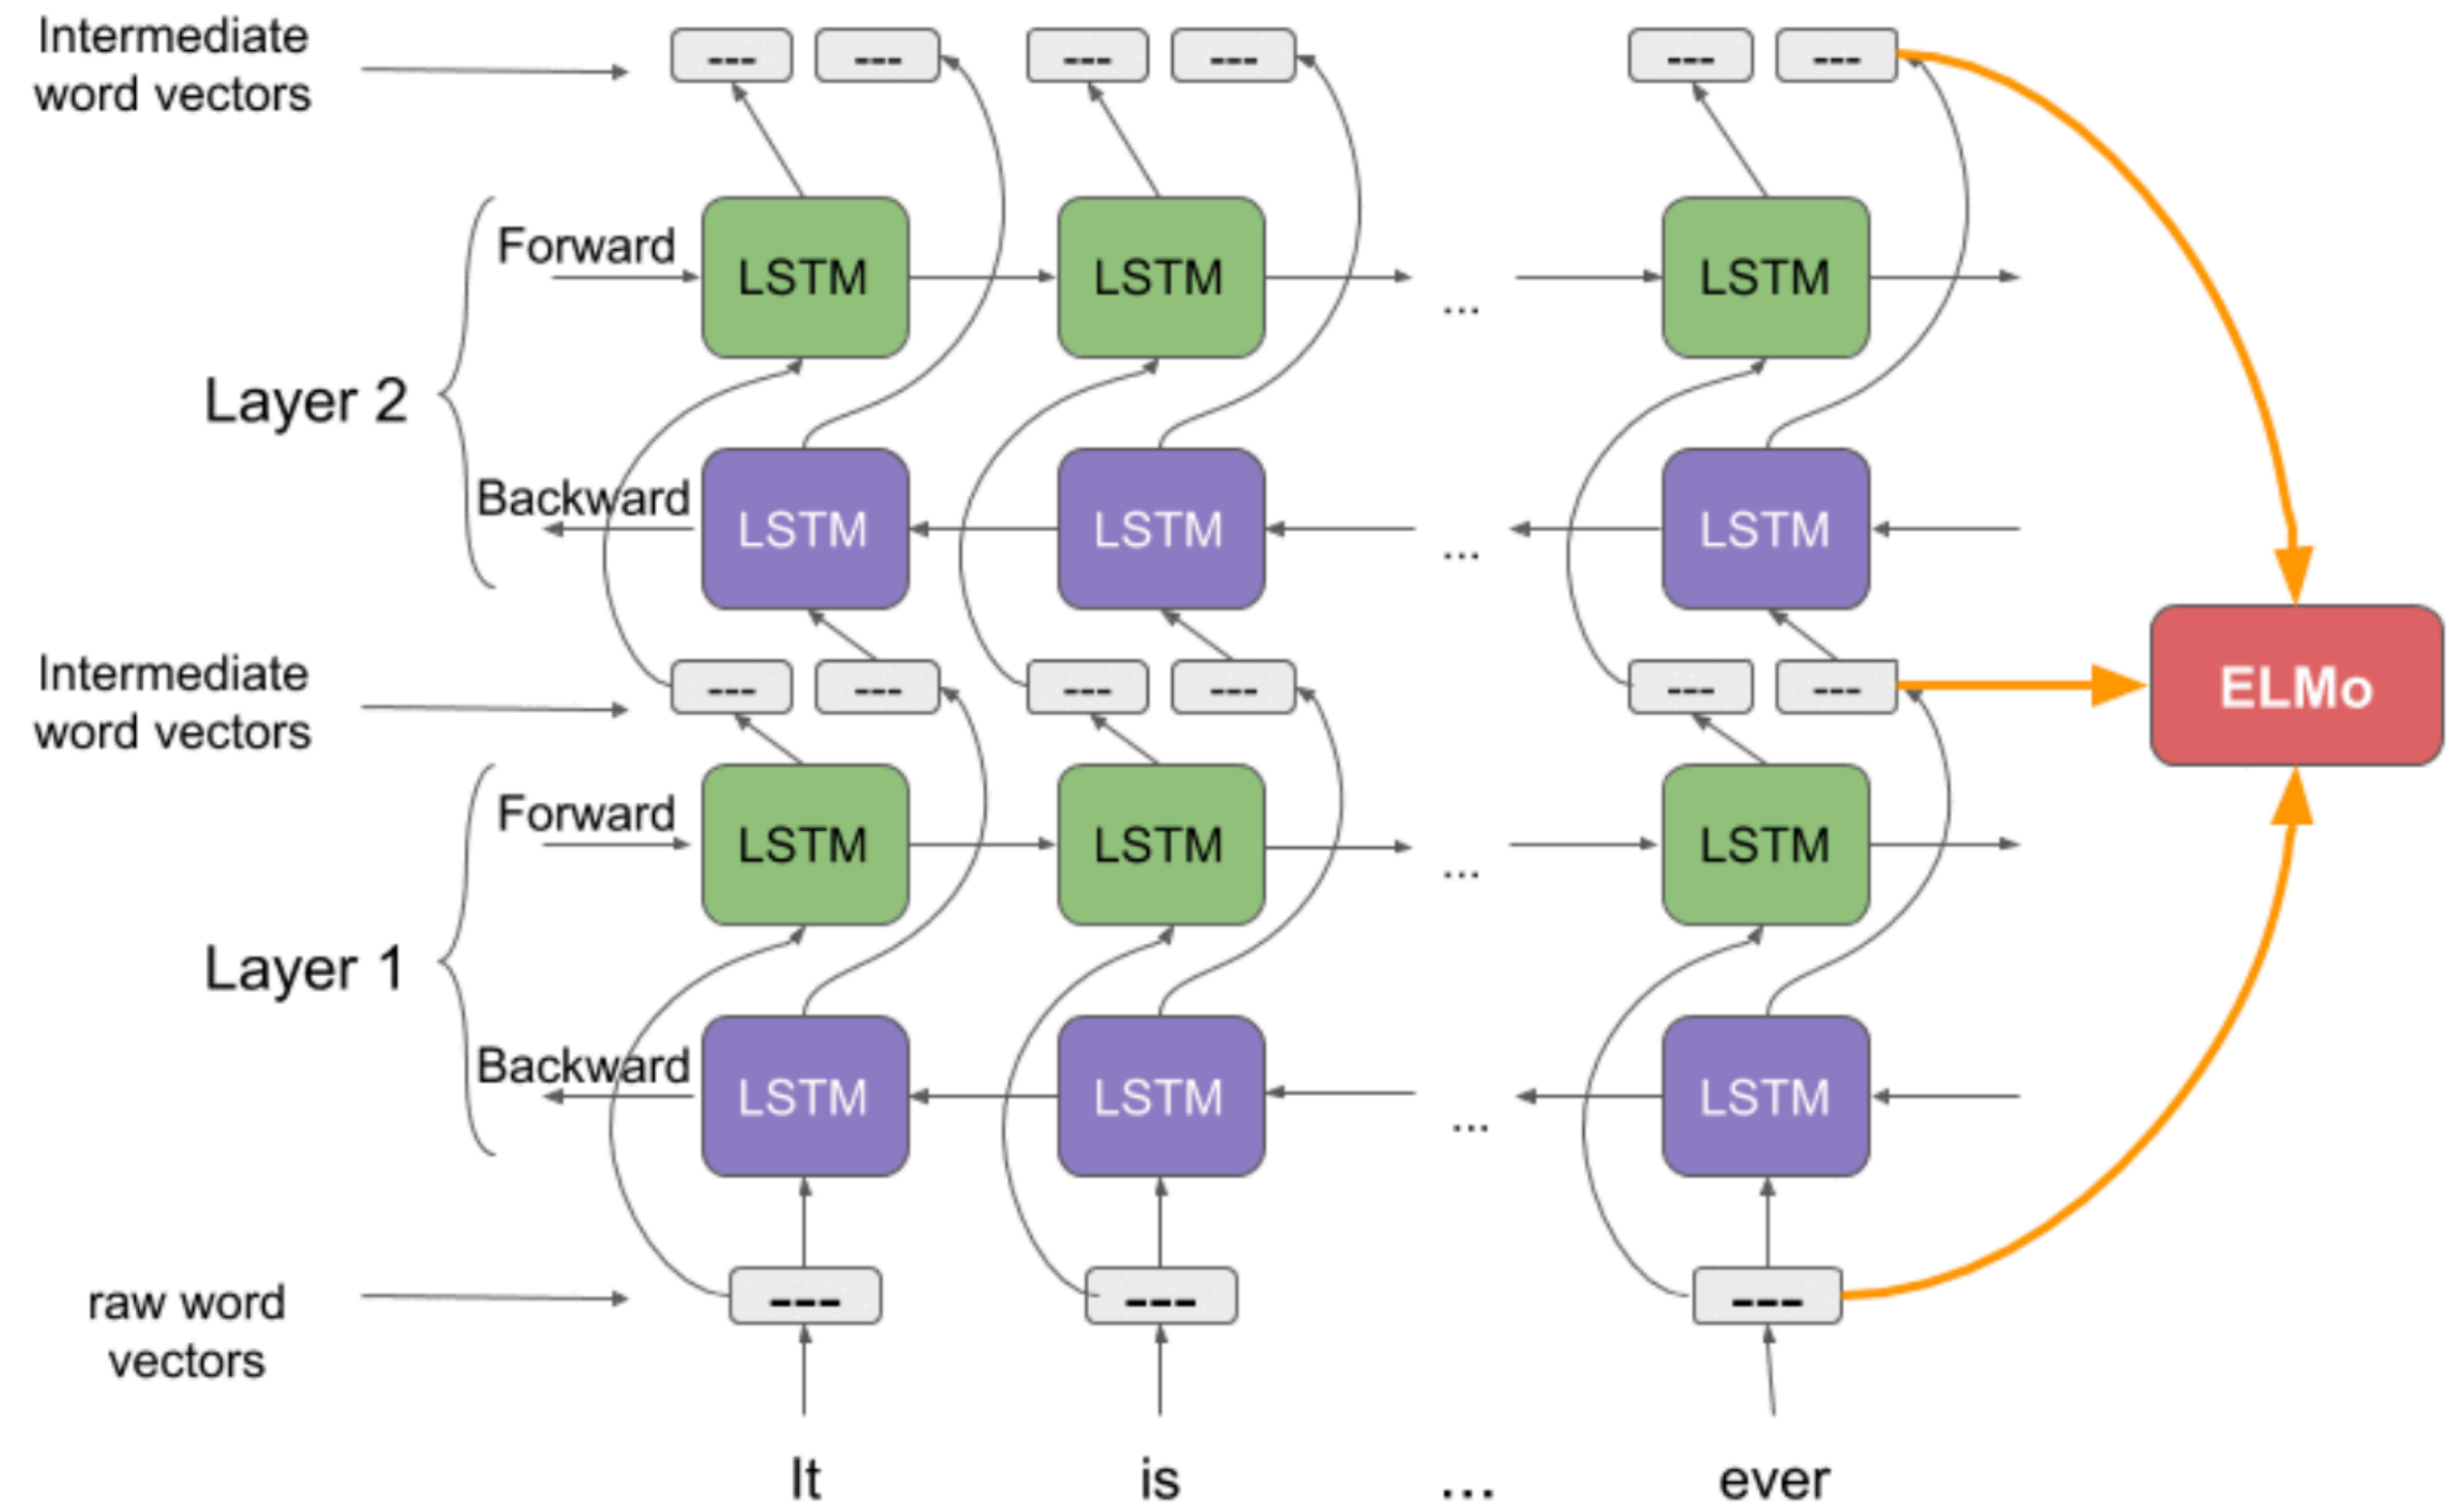 Intermediate
word vectors
--- --- --- --- --- ---
Forward
LSTM LSTM ... LSTM
Layer 2
Backward
LSTM LSTM ... LSTM
Intermediate
word vectors
--- --- --- --- --- ---
ELMo
Forward
LSTM LSTM ... LSTM
Layer 1
Backward
LSTM LSTM ... LSTM
raw word
vectors
--- --- ---
It is ... ever